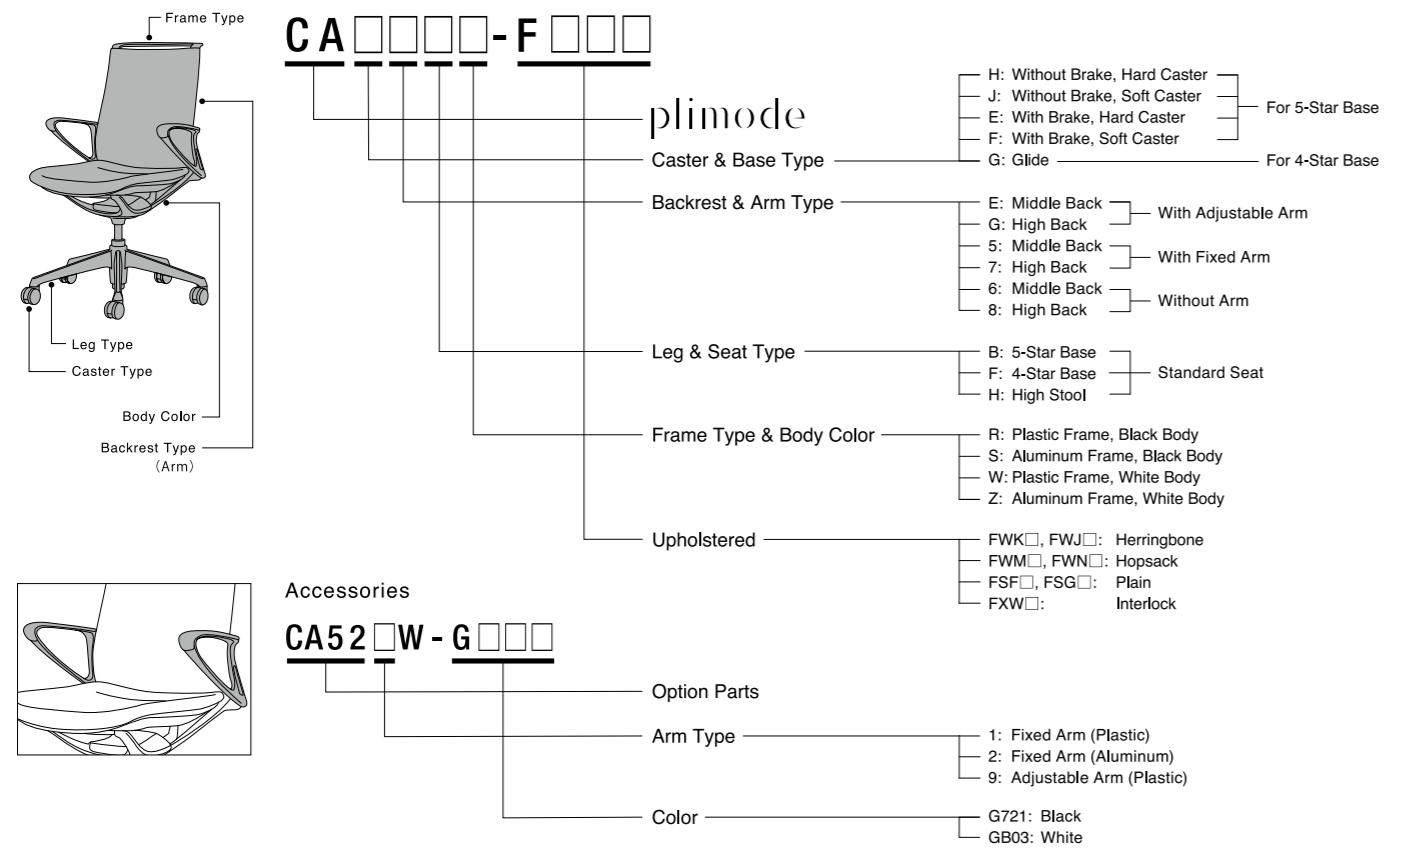 Frame Type
Leg Type
Caster Type
Body Color
Backrest Type
(Arm)
CA□□□□-F□□□
plimode
Caster & Base Type
H: Without Brake, Hard Caster
J: Without Brake, Soft Caster
E: With Brake, Hard Caster
F: With Brake, Soft Caster
For 5-Star Base
G: Glide
For 4-Star Base
Backrest & Arm Type
E: Middle Back
G: High Back
With Adjustable Arm
5: Middle Back
7: High Back
With Fixed Arm
6: Middle Back
8: High Back
Without Arm
Leg & Seat Type
B: 5-Star Base
F: 4-Star Base
H: High Stool
Standard Seat
Frame Type & Body Color
R: Plastic Frame, Black Body
S: Aluminum Frame, Black Body
W: Plastic Frame, White Body
Z: Aluminum Frame, White Body
Upholstered
FWK□, FWJ□: Herringbone
FWM□, FWN□: Hopsack
FSF□, FSG□: Plain
FXW□: Interlock
Accessories
CA52□W-G□□□
Option Parts
Arm Type
1: Fixed Arm (Plastic)
2: Fixed Arm (Aluminum)
9: Adjustable Arm (Plastic)
Color
G721: Black
GB03: White